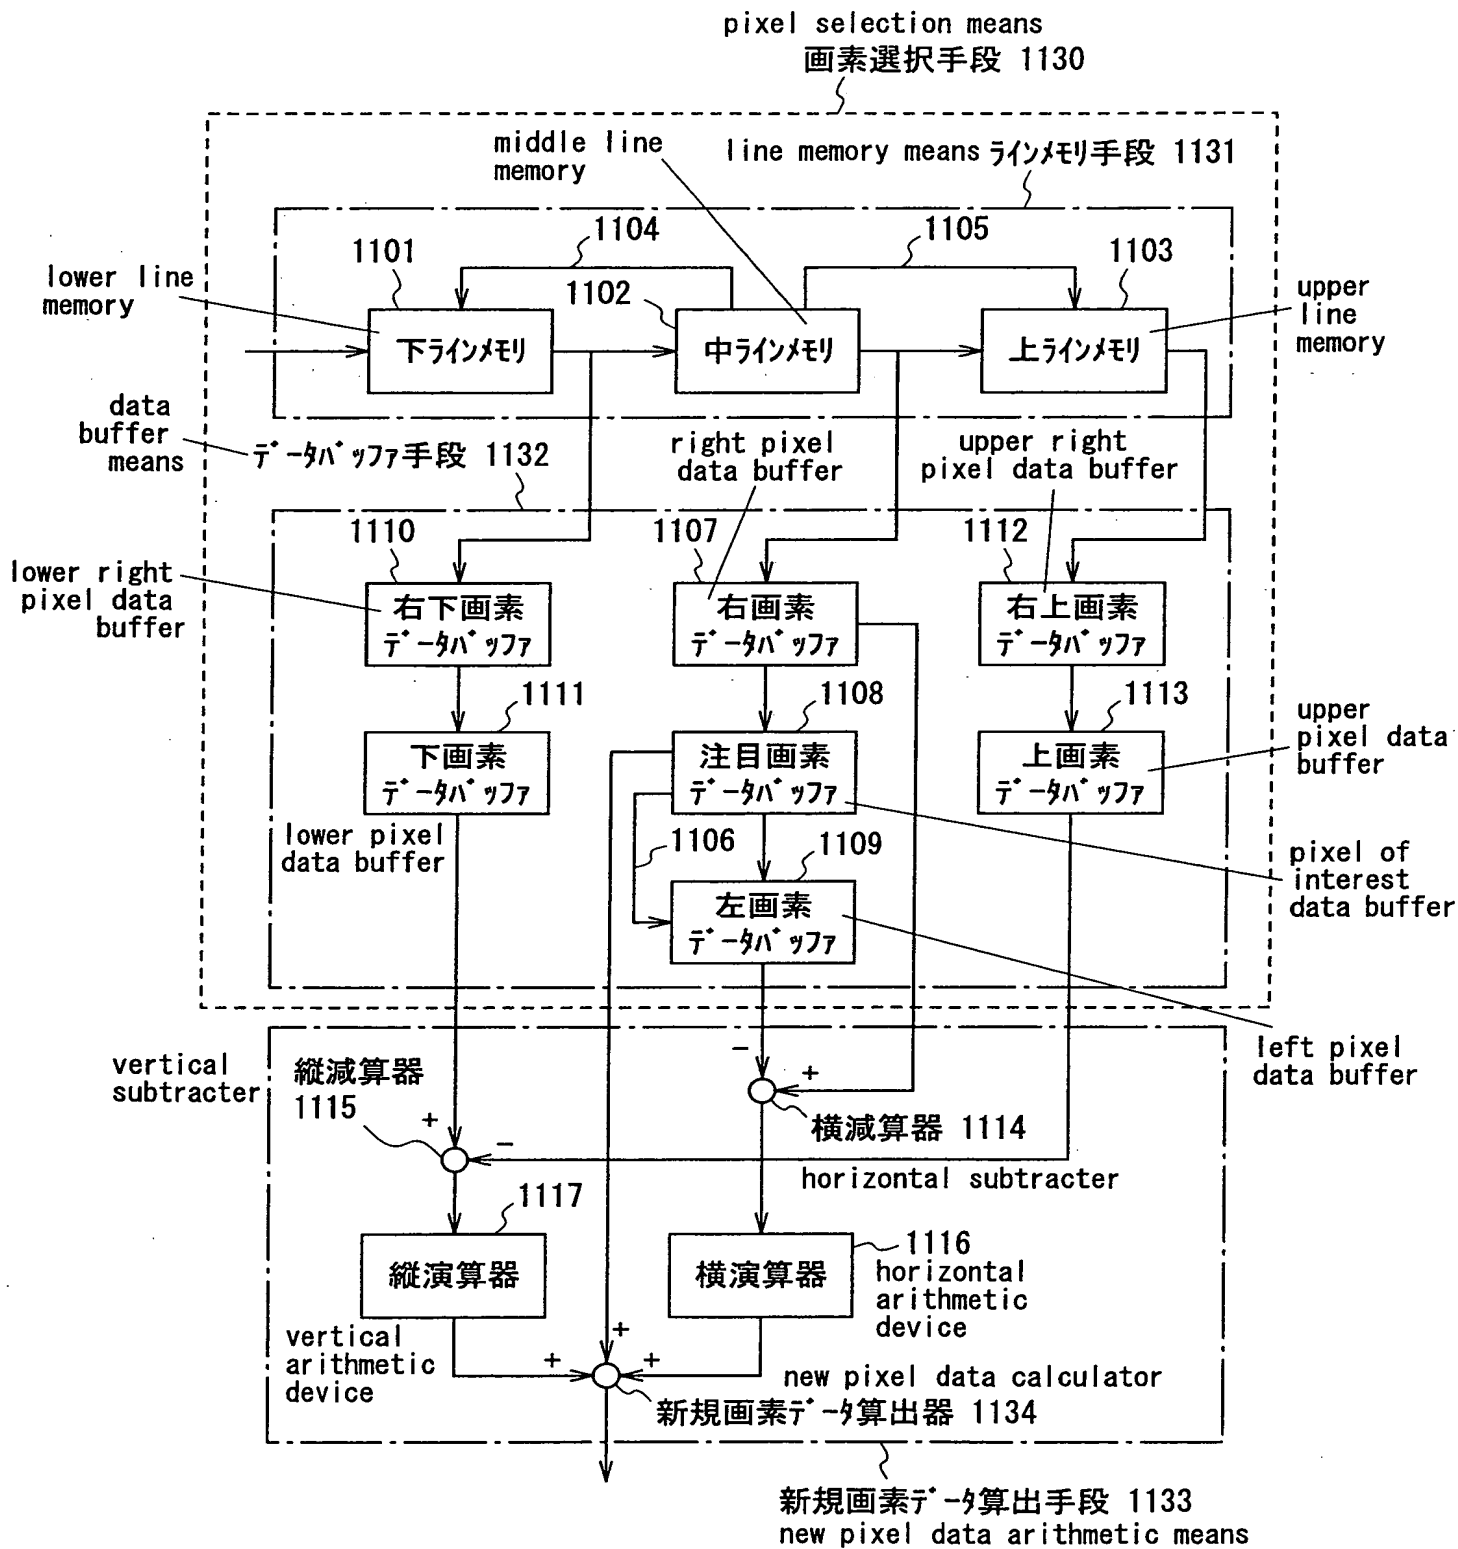 pixel selection means
画素選択手段 1130
middle line
memory
line memory means ラインメモリ手段 1131
1104
1105
1101
1102
1103
lower line
memory
upper
line
memory
下ラインメモリ
中ラインメモリ
上ラインメモリ
data
buffer
means
データバッファ手段 1132
right pixel
data buffer
upper right
pixel data buffer
1110
1107
1112
lower right
pixel data
buffer
右下画素
データバッファ
右画素
データバッファ
右上画素
データバッファ
1111
1108
1113
下画素
データバッファ
注目画素
データバッファ
上画素
データバッファ
upper
pixel data
buffer
lower pixel
data buffer
1106
1109
pixel of
interest
data buffer
左画素
データバッファ
left pixel
data buffer
vertical
subtracter
縦減算器
1115
−
+
横減算器 1114
+
−
horizontal subtracter
1117
縦演算器
横演算器
1116
horizontal
arithmetic
device
vertical
arithmetic
device
+
+
+
new pixel data calculator
新規画素データ算出器 1134
新規画素データ算出手段 1133
new pixel data arithmetic means